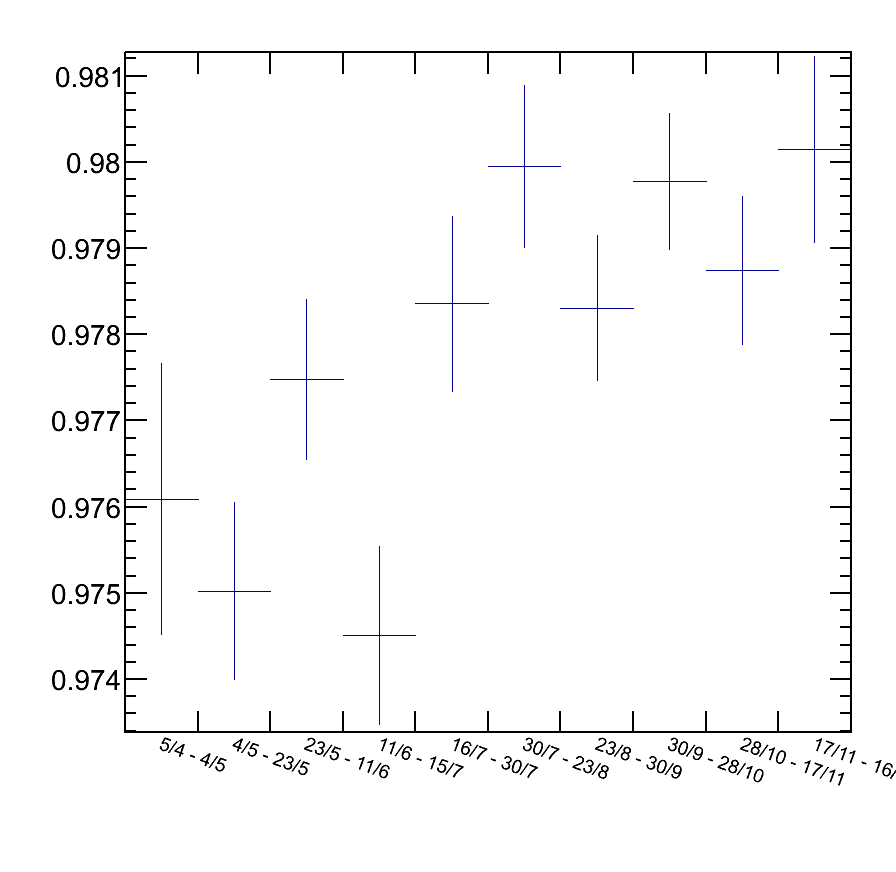 0.981
0.98
0.979
0.978
0.977
0.976
0.975
0.974
5/4 - 4/5
4/5 - 23/5
23/5 - 11/6
11/6 - 15/7
16/7 - 30/7
30/7 - 23/8
23/8 - 30/9
30/9 - 28/10
28/10 - 17/11
17/11 - 16/